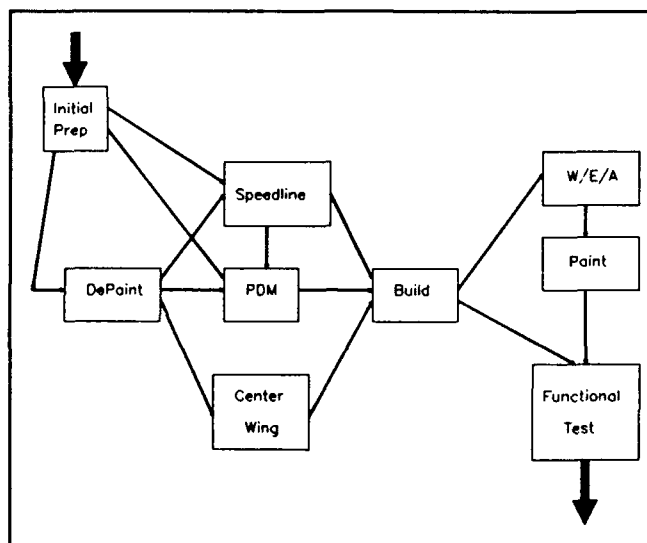 Initial
Prep
Speedline
W/E/A
DePaint
PDM
Build
Paint
Center
Wing
Functional
Test